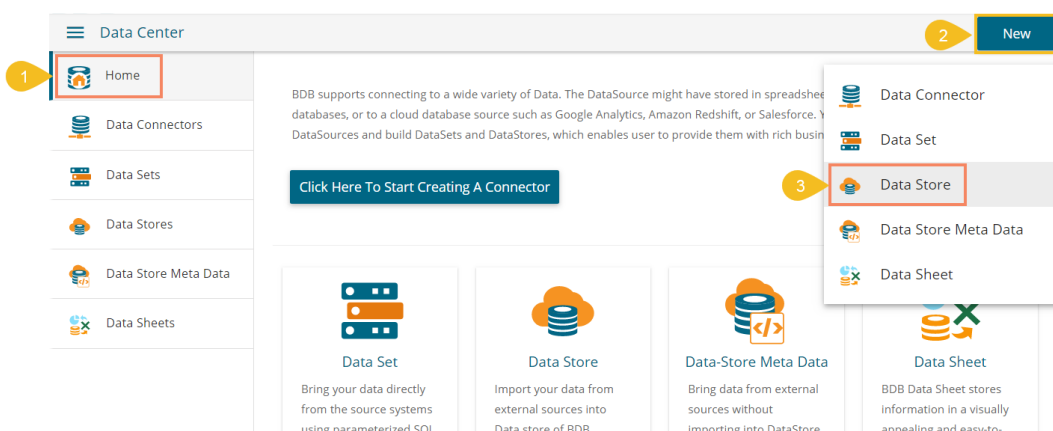 Data Center
2
New
1
Home
Data Connectors
Data Sets
Data Stores
Data Store Meta Data
Data Sheets
BDB supports connecting to a wide variety of Data. The DataSource might have stored in
databases, or to a cloud database source such as Google Analytics, Amazon Redshift, or Salesforce.
DataSources and build DataSets and DataStores, which enables user to provide them with rich
Click Here To Start Creating A Connector
Data Connector
Data Set
3
Data Store
Data Store Meta Data
Data Sheet
Data Set
Bring your data directly
from the source systems
using parameterized SQL
Data Store
Import your data from
external sources into
Data store of BDB
Data-Store Meta Data
Bring data from external
sources without
importing into DataStore
Data Sheet
BDB Data Sheet stores
information in a visually
appealing and easy-to-